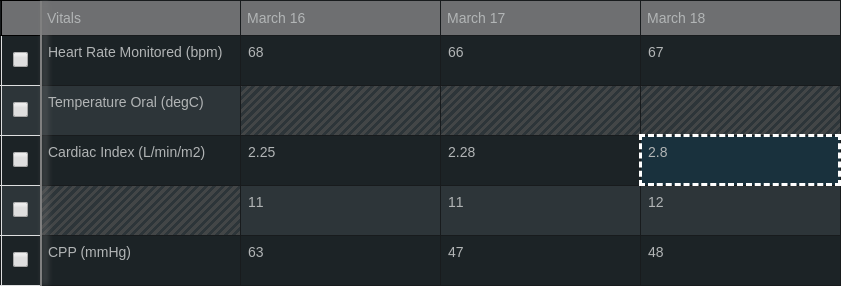 Vitals March 16 March 17 March 18
Heart Rate Monitored (bpm) 68 66 67
Temperature Oral (degC)
Cardiac Index (L/min/m2) 2.25 2.28 2.8
11 11 12
CPP (mmHg) 63 47 48